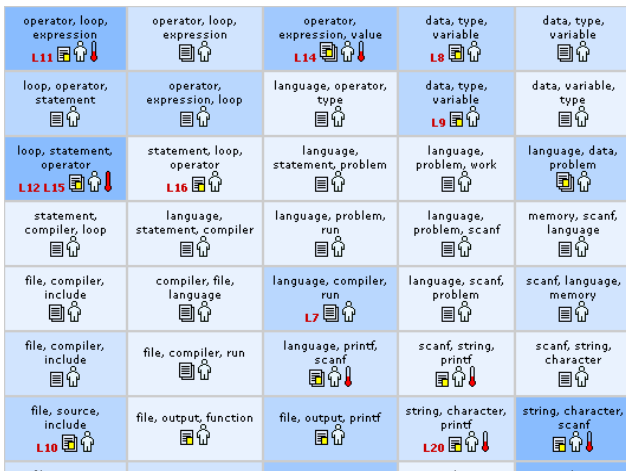 operator, loop,
expression
L11
operator, loop,
expression
operator,
expression, value
L14
data, type,
variable
L8
data, type,
variable
loop, operator,
statement
operator,
expression, loop
language, operator,
type
data, type,
variable
L9
data, variable,
type
loop, statement,
operator
L12 L15
statement, loop,
operator
L16
language,
statement, problem
language,
problem, work
language, data,
problem
statement,
compiler, loop
language,
statement, compiler
language, problem,
run
language,
problem, scanf
memory, scanf,
language
file, compiler,
include
compiler, file,
language
language, compiler,
run
L7
language, scanf,
problem
scanf, language,
memory
file, compiler,
include
file, compiler, run
language, printf,
scanf
scanf, string,
printf
scanf, string,
character
file, source,
include
L10
file, output, function
file, output, printf
string, character,
printf
L20
string, character,
scanf